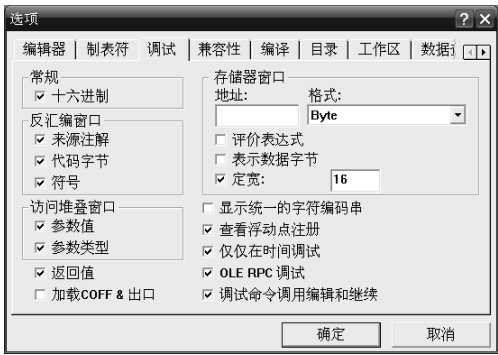 选项
编辑器 制表符 调试 兼容性 编译 目录 工作区
常规
十六进制
反汇编窗口
来源注解
代码字节
符号
访问堆叠窗口
参数值
参数类型
返回值
加载COFF & 出口
存储器窗口
地址: 格式:
Byte
评价表达式
表示数据字节
定宽: 16
显示统一的字符编码串
查看浮动点注册
仅仅在时间调试
OLE RPC 调试
调试命令调用编辑和继续
确定 取消